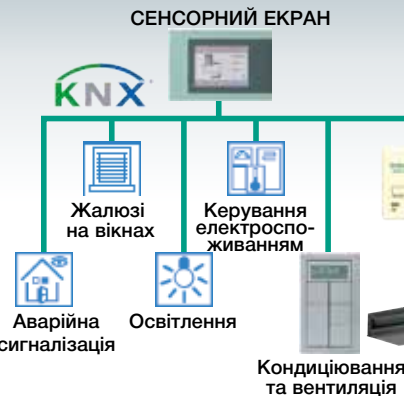 СЕНСОРНИЙ ЕКРАН
KNX
Жалюзі
на вікнах
Керування
електроспо-
живанням
Аварійна
сигналізація
Освітлення
Кондиціювання
та вентиляція